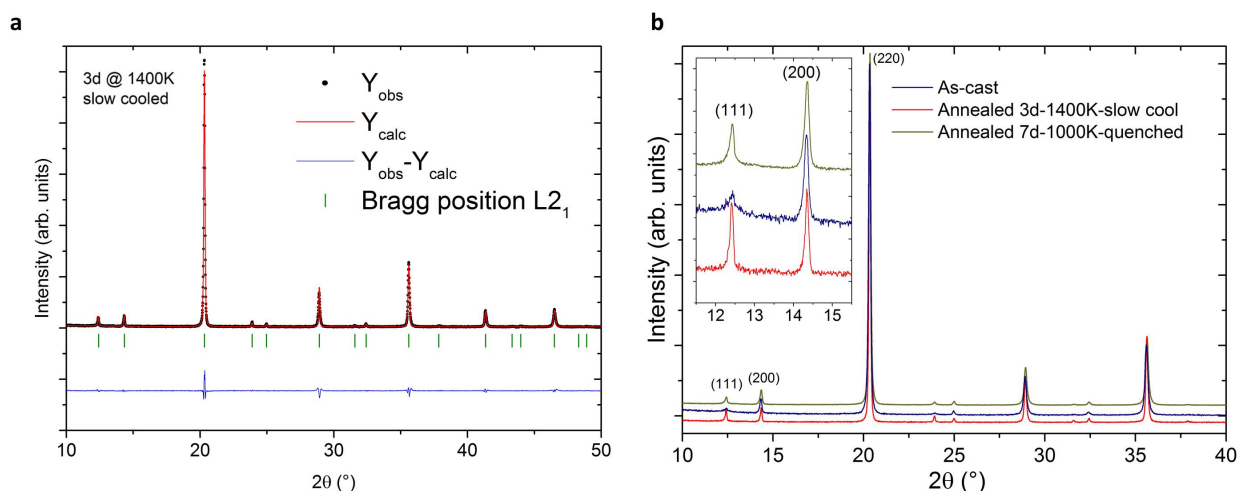 a
3d @ 1400K
slow cooled
Y_obs
Y_calc
Y_obs-Y_calc
Bragg position L2_1
Intensity (arb. units)
10 20 30 40 50
2θ (°)
b
(111)
(200)
12 13 14 15
(220)
As-cast
Annealed 3d-1400K-slow cool
Annealed 7d-1000K-quenched
Intensity (arb. units)
(111)
(200)
10 15 20 25 30 35 40
2θ (°)